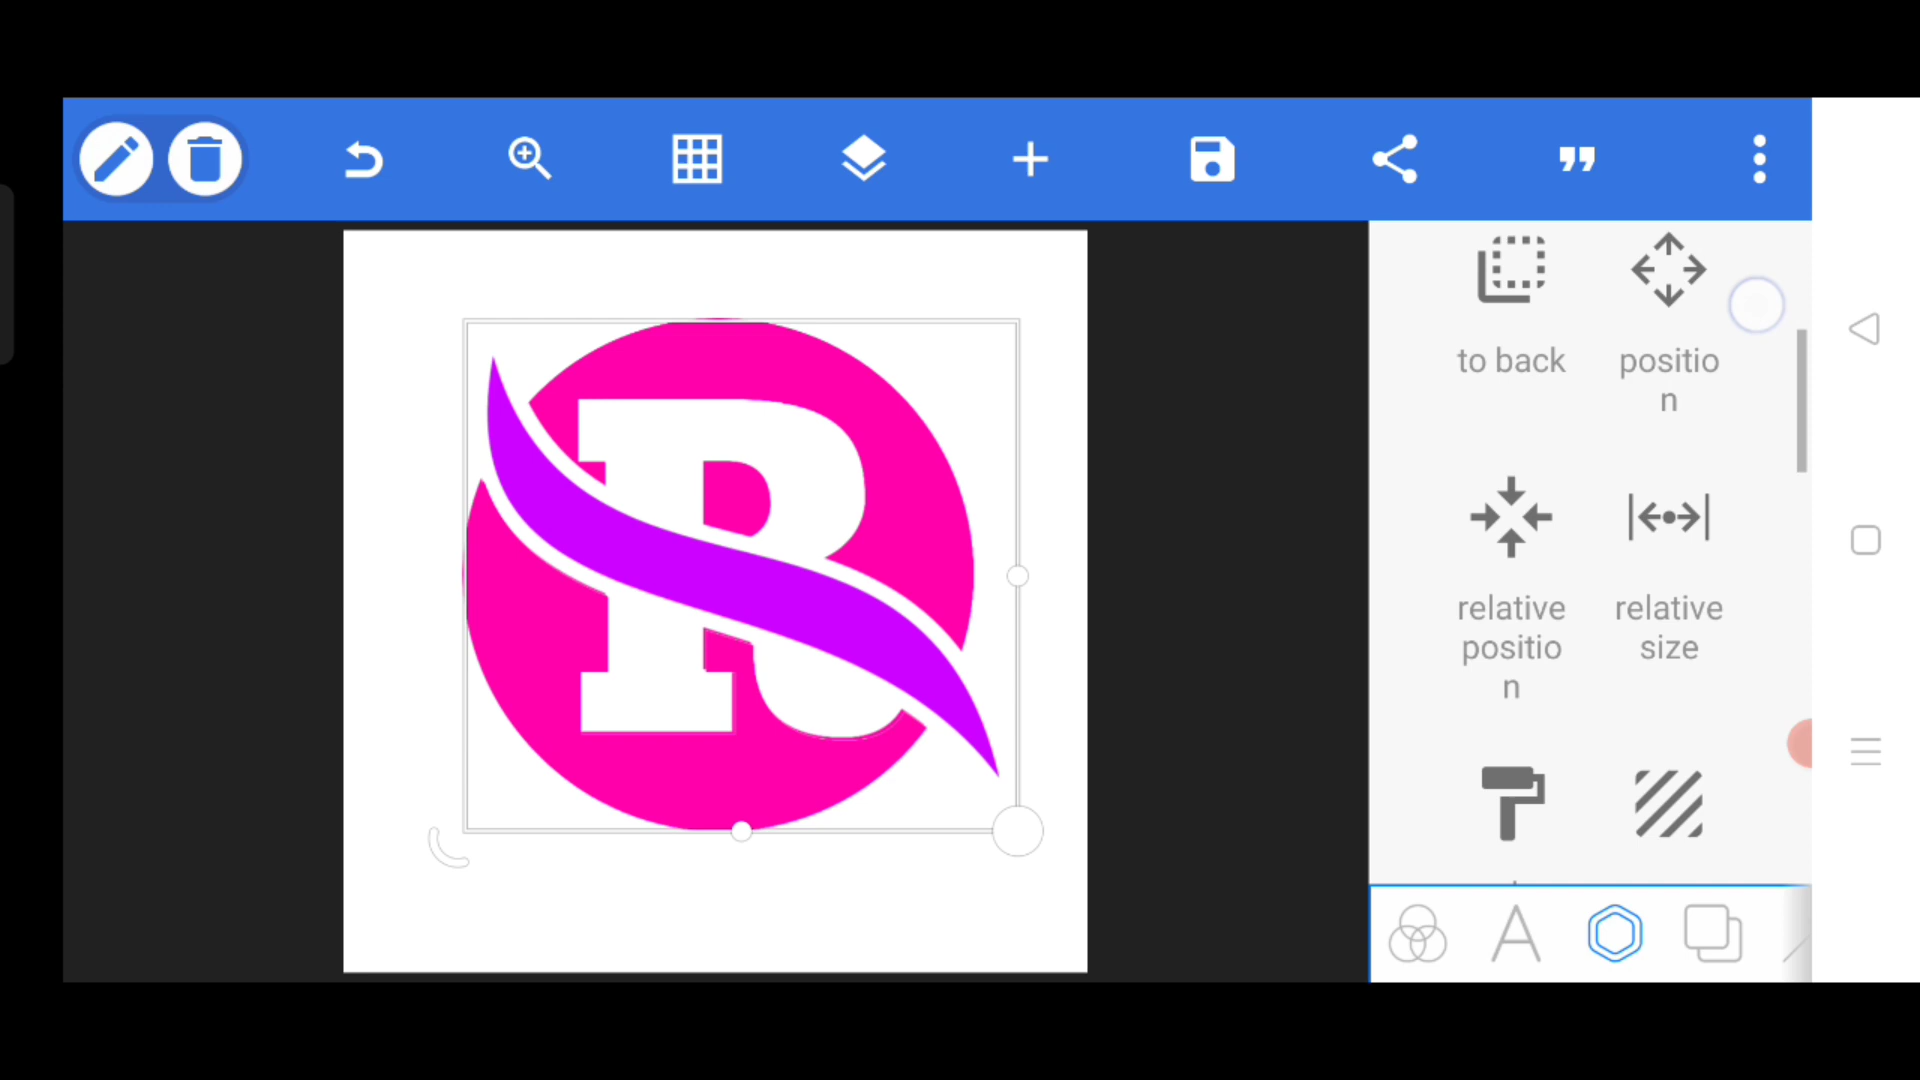 R
to back
positio
n
relative
positio
n
relative
size